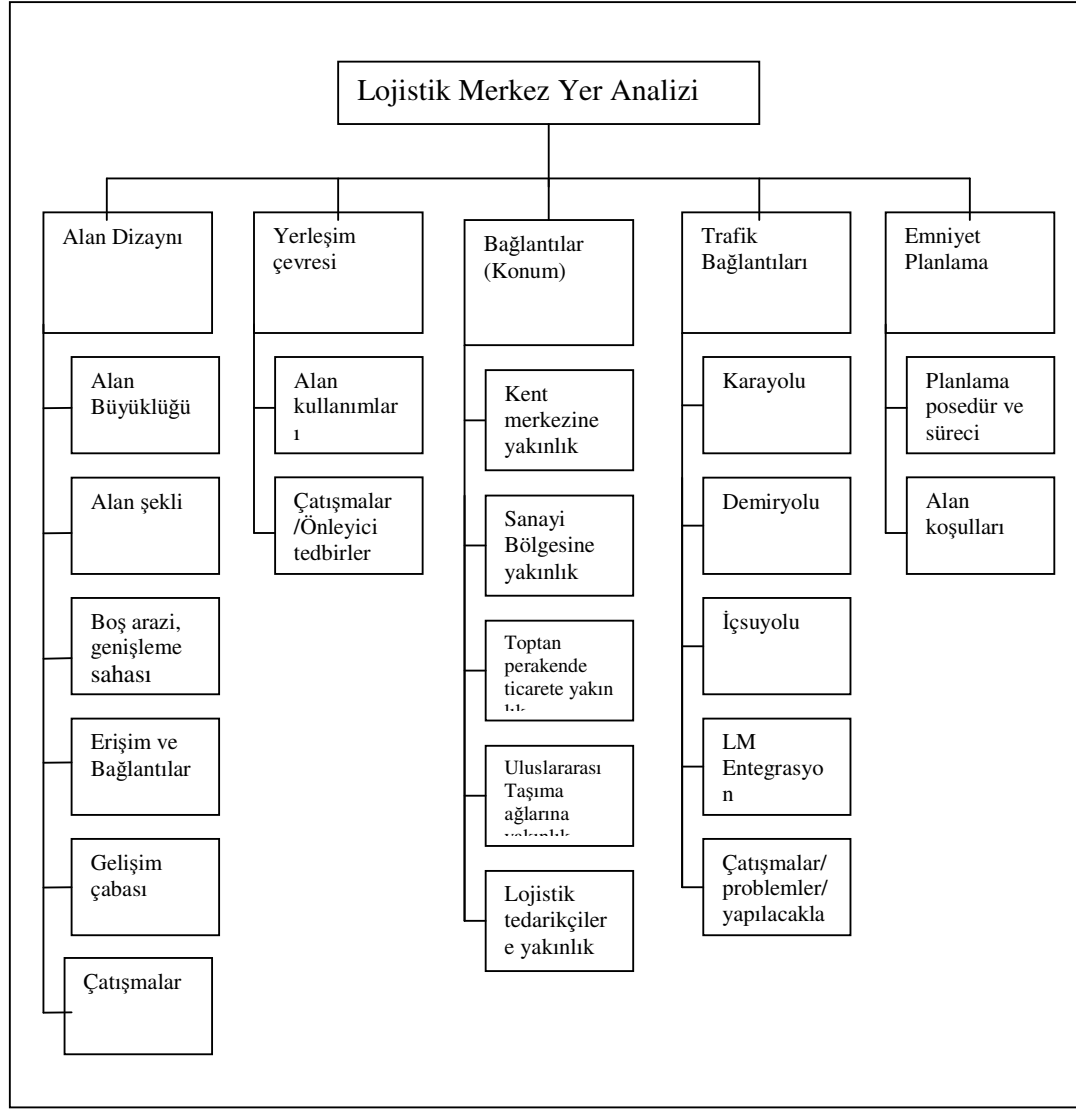 Lojistik Merkez Yer Analizi
Alan Dizaynı
Alan
Büyüklüğü
Alan şekli
Boş arazi,
genişleme
sahası
Erişim ve
Bağlantılar
Gelişim
çabası
Çatışmalar
Yerleşim
çevresi
Alan
kullanımlar
ı
Çatışmalar
/Önleyici
tedbirler
Bağlantılar
(Konum)
Kent
merkezine
yakınlık
Sanayi
Bölgesine
yakınlık
Toptan
perakende
ticarete yakın
lık
Uluslararası
Taşıma
ağlarına
yakınlık
Lojistik
tedarikçiler
e yakınlık
Trafik
Bağlantıları
Karayolu
Demiryolu
İçsuyolu
LM
Entegrasyo
n
Çatışmalar/
problemler/
yapılacakla
Emniyet
Planlama
Planlama
posedür ve
süreci
Alan
koşulları